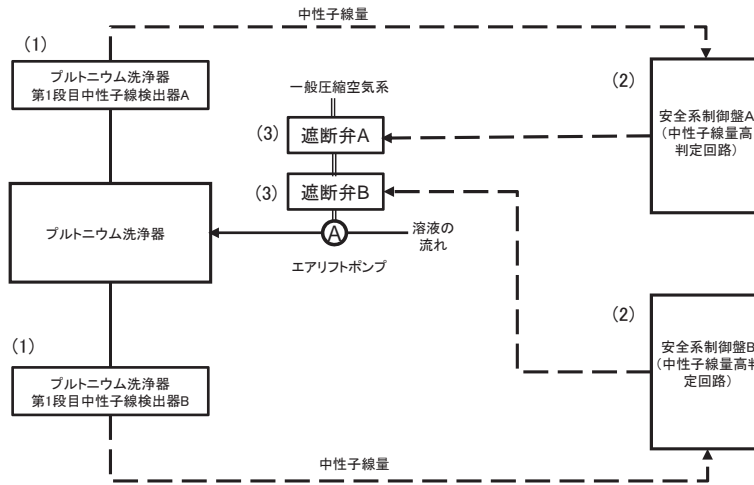 中性子線量
(1)
プルトニウム洗浄器
第1段目中性子線検出器A
一般圧縮空気系
(2)
安全系制御盤A
(中性子線量高
判定回路)
(3)
遮断弁A
(3)
遮断弁B
プルトニウム洗浄器
A
溶液の
流れ
エアリフトポンプ
(2)
安全系制御盤B
(中性子線量高判
定回路)
(1)
プルトニウム洗浄器
第1段目中性子線検出器B
中性子線量